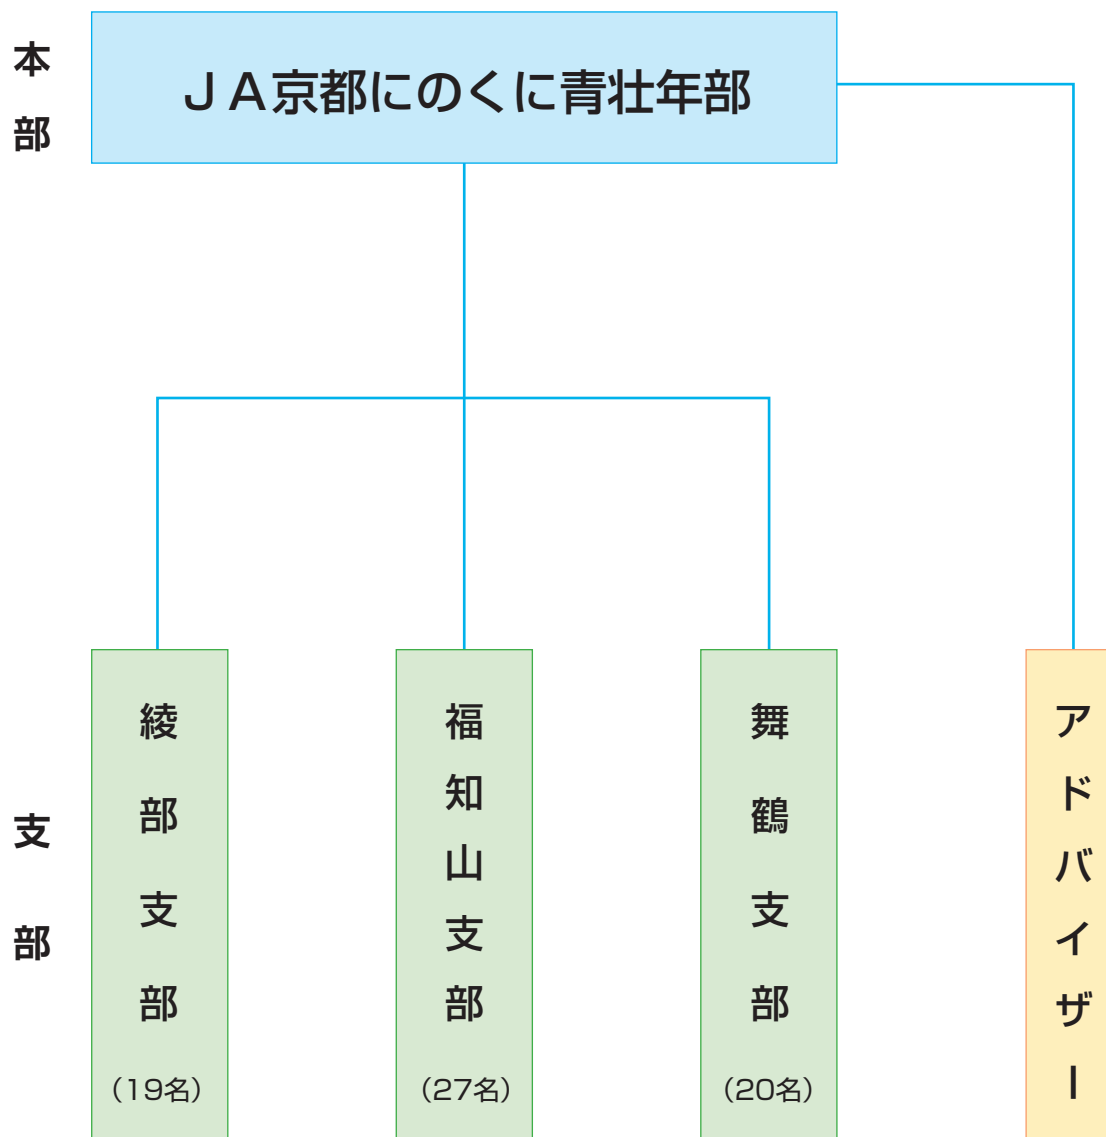 本部
ＪＡ京都にのくに青壮年部
支部
綾部支部
（19名）
福知山支部
（27名）
舞鶴支部
（20名）
アドバイザー